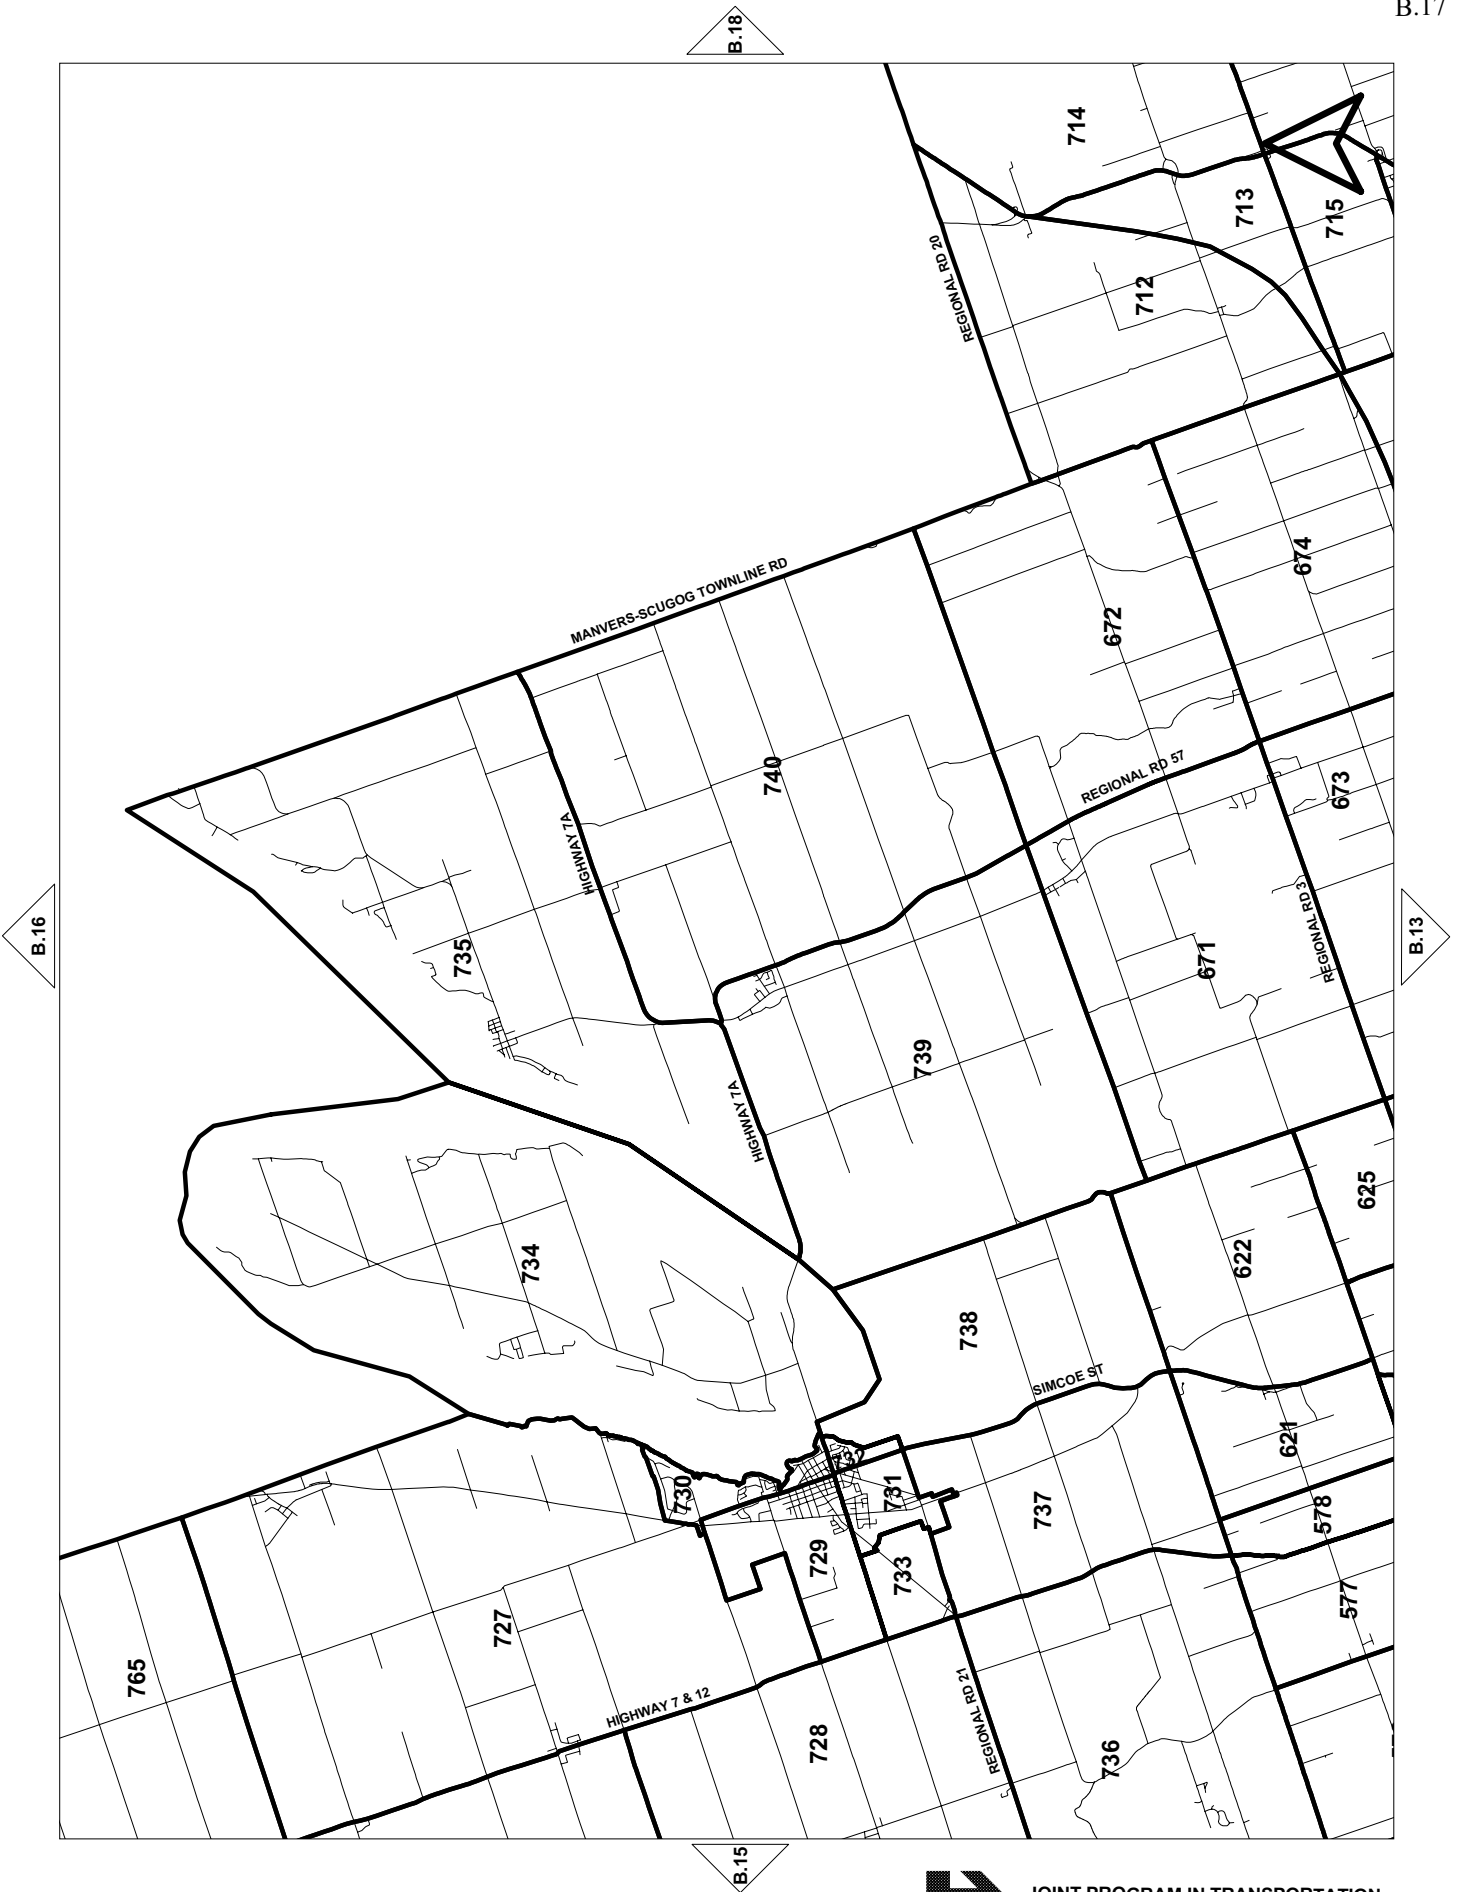 B.17
B.18
714
713
715
REGIONAL RD 20
712
MANVERS-SCUGOG TOWNLINE RD
674
672
740
REGIONAL RD 57
673
HIGHWAY 7A
B.16
735
REGIONAL RD 3
B.13
671
739
HIGHWAY 7A
734
622
625
738
SIMCOE ST
621
732
730
731
737
578
729
733
577
727
765
HIGHWAY 7 & 12
728
REGIONAL RD 21
736
B.15
JOINT PROGRAM IN TRANSPORTATION